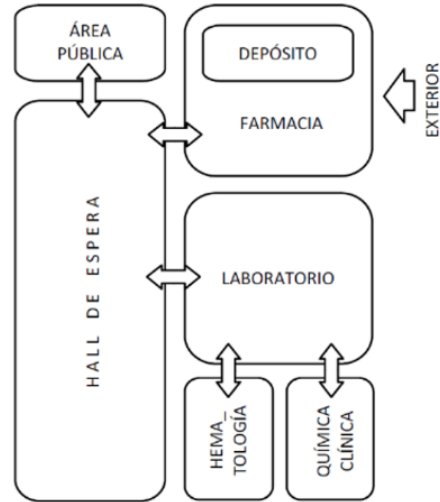 ÁREA
PÚBLICA
DEPÓSITO
FARMACIA
EXTERIOR
HALL DE ESPERA
LABORATORIO
HEMA_
TOLOGÍA
QUÍMICA
CLÍNICA